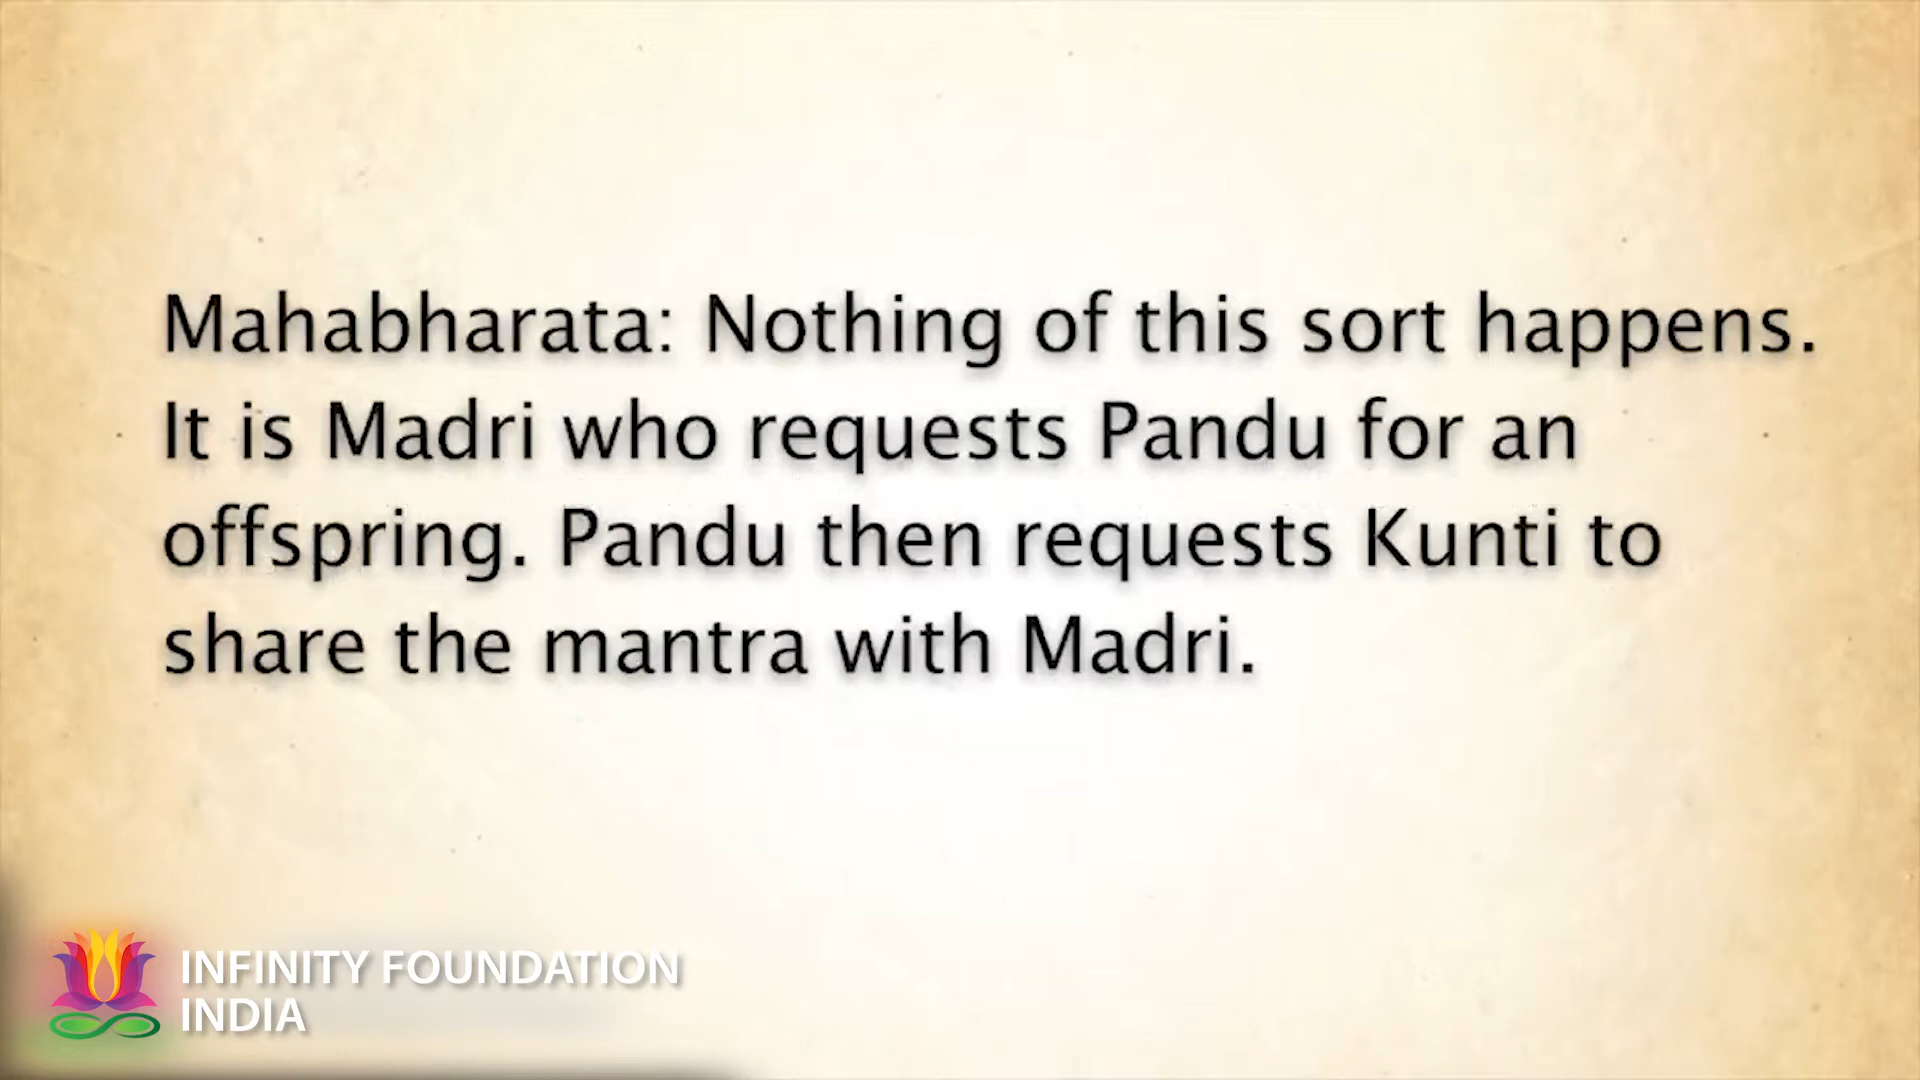 Mahabharata: Nothing of this sort happens.
It is Madri who requests Pandu for an
offspring. Pandu then requests Kunti to
share the mantra with Madri.
INFINITY FOUNDATION
INDIA